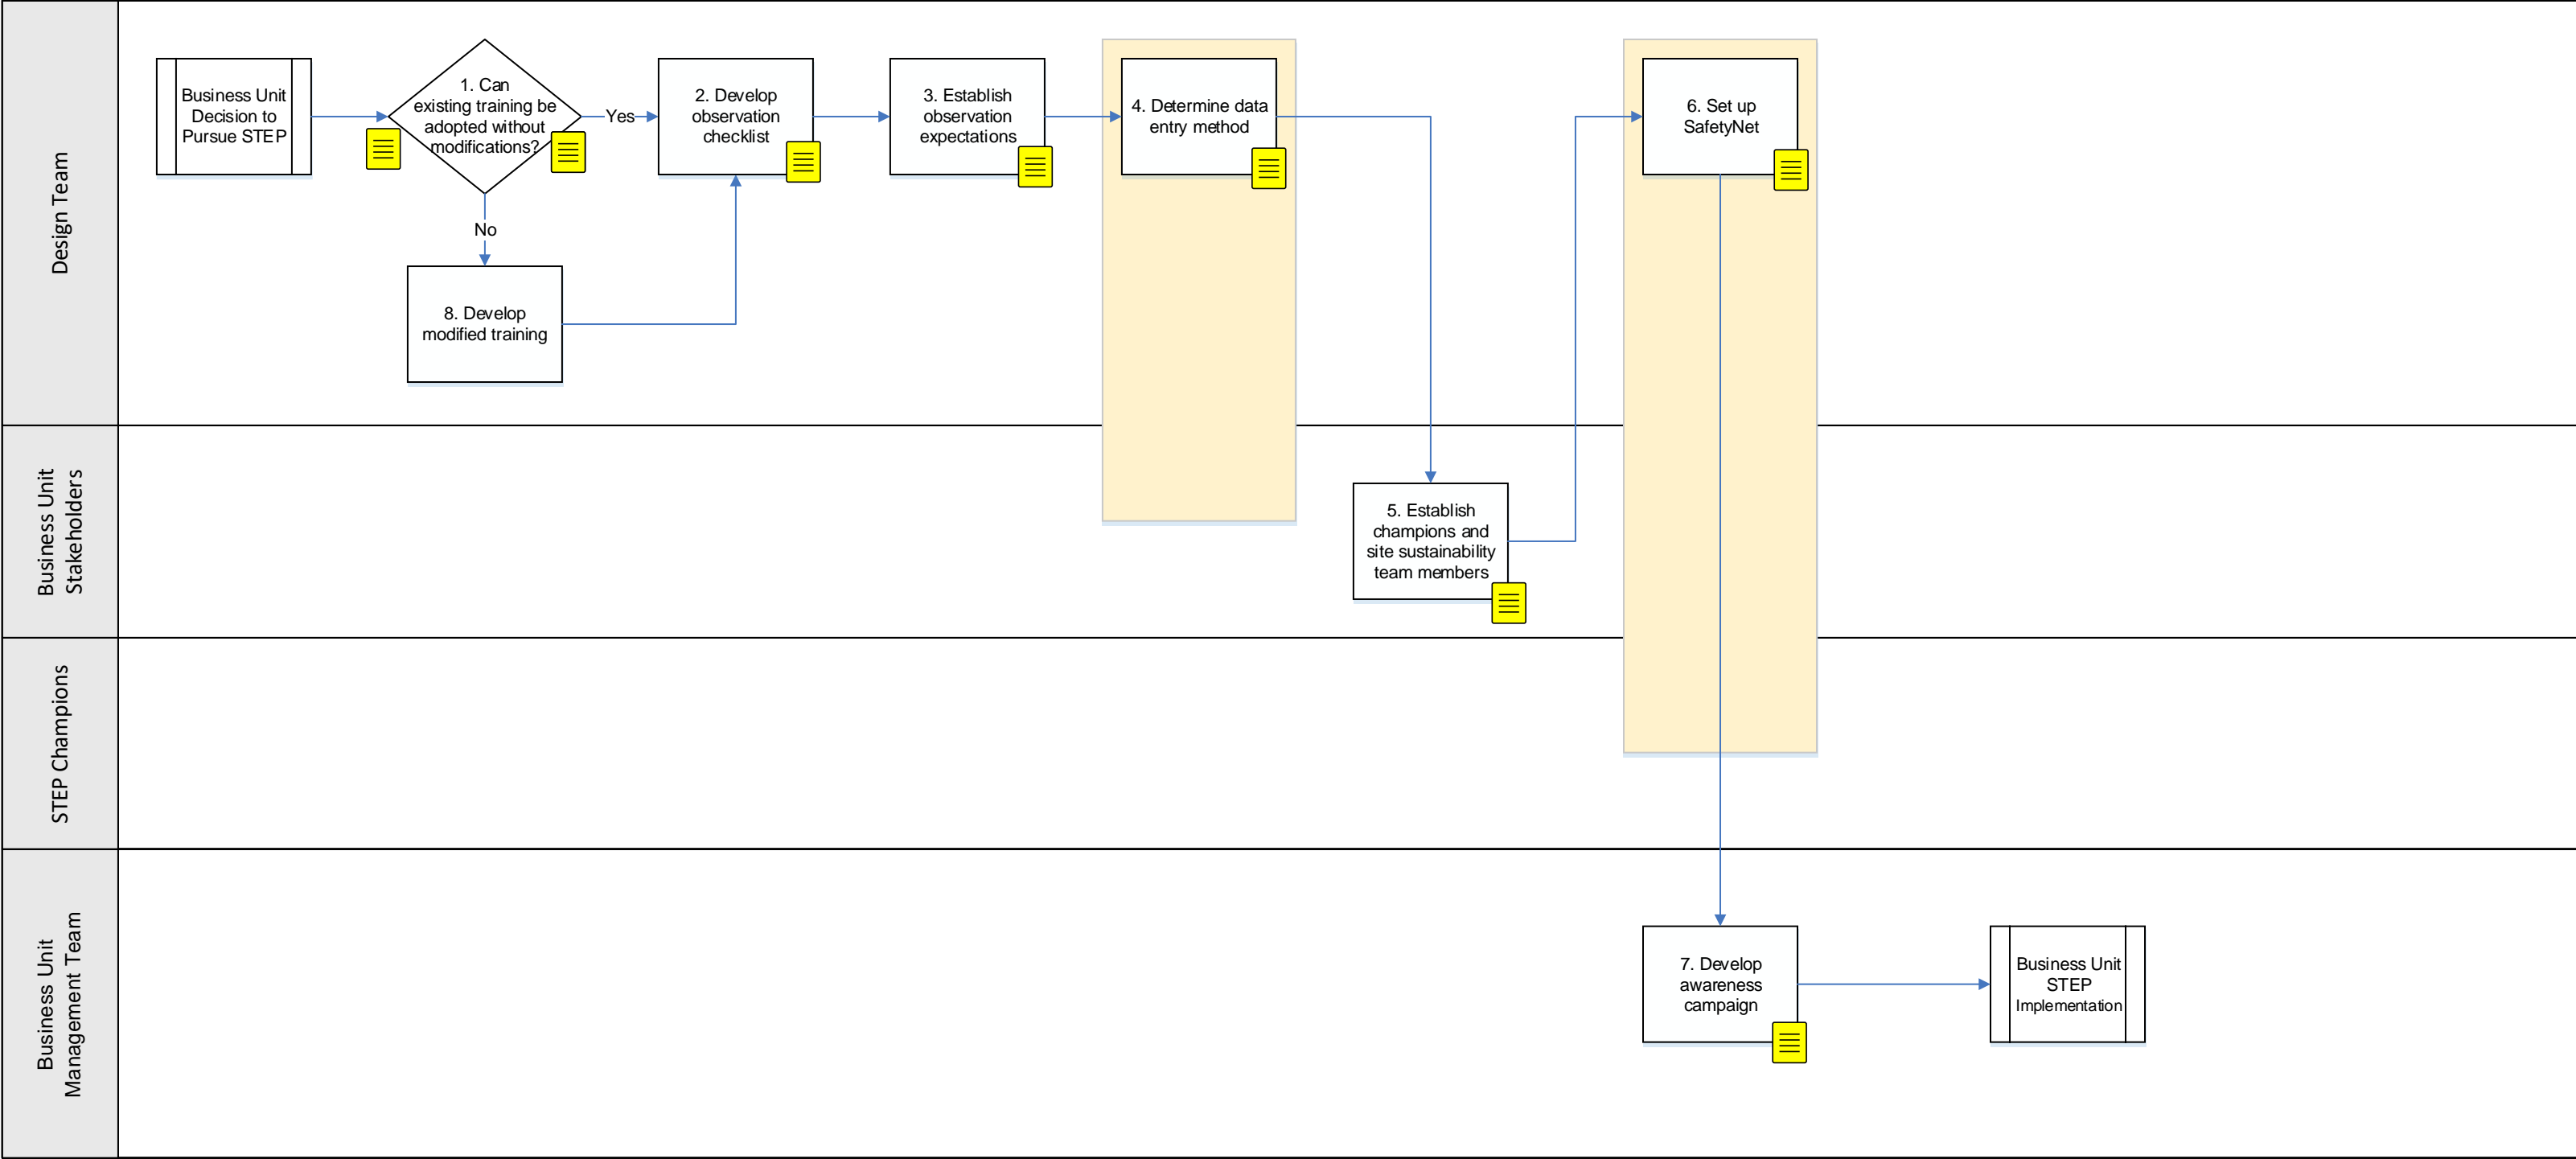 Design Team
Business Unit
Decision to
Pursue STEP
1. Can
existing training be
adopted without
modifications?
Yes
No
2. Develop
observation
checklist
3. Establish
observation
expectations
4. Determine data
entry method
6. Set up
SafetyNet
8. Develop
modified training
Business Unit
Stakeholders
5. Establish
champions and
site sustainability
team members
STEP Champions
Business Unit
Management Team
7. Develop
awareness
campaign
Business Unit
STEP
Implementation